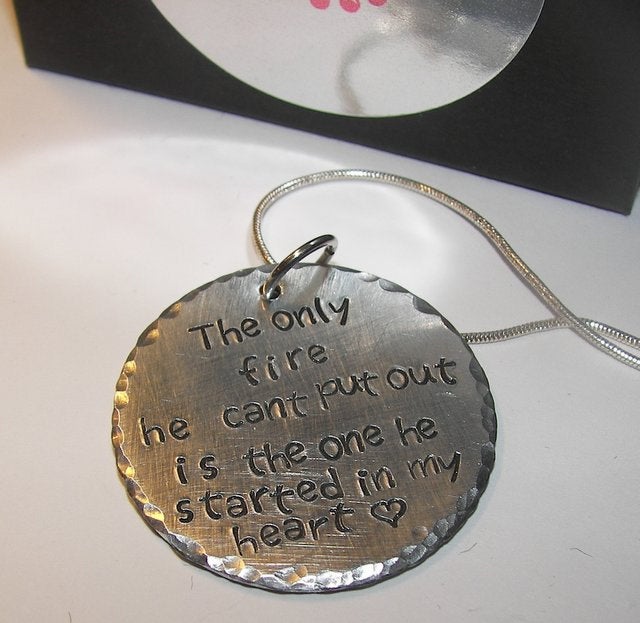 The only
fire
he cant put out
is the one he
started in my
heart ♡